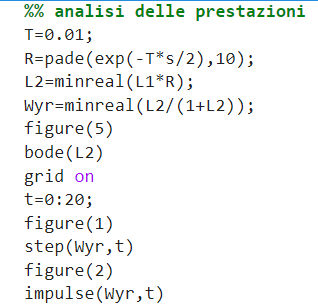 %% analisi delle prestazioni
T=0.01;
R=pade(exp(-T*s/2),10);
L2=minreal(L1*R);
Wyr=minreal(L2/(1+L2));
figure(5)
bode(L2)
grid on
t=0:20;
figure(1)
step(Wyr,t)
figure(2)
impulse(Wyr,t)